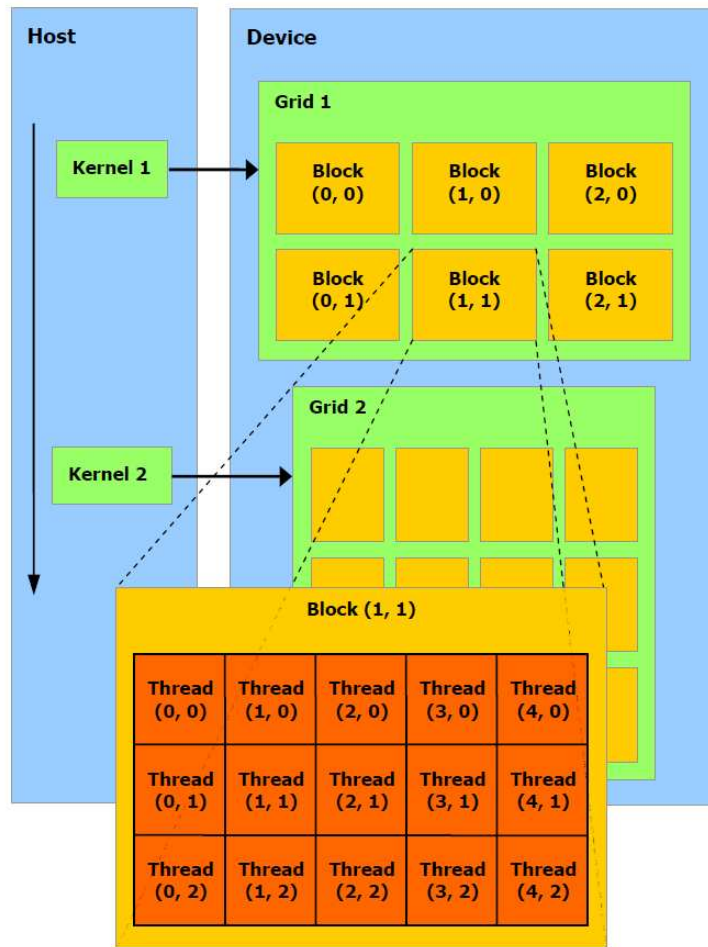 Host
Device
Grid 1
Kernel 1
Block
(0, 0)
Block
(1, 0)
Block
(2, 0)
Block
(0, 1)
Block
(1, 1)
Block
(2, 1)
Grid 2
Kernel 2
Block (1, 1)
Thread
(0, 0)
Thread
(1, 0)
Thread
(2, 0)
Thread
(3, 0)
Thread
(4, 0)
Thread
(0, 1)
Thread
(1, 1)
Thread
(2, 1)
Thread
(3, 1)
Thread
(4, 1)
Thread
(0, 2)
Thread
(1, 2)
Thread
(2, 2)
Thread
(3, 2)
Thread
(4, 2)